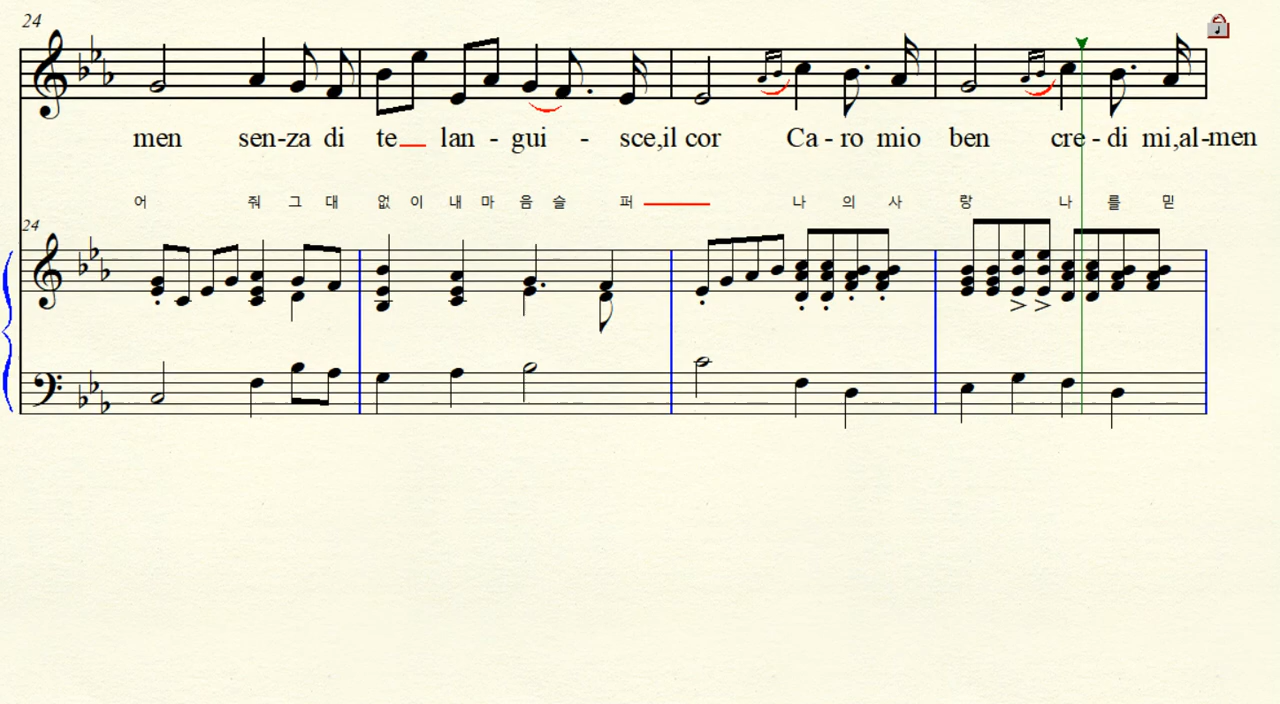 24
men sen-za di te lan - gui - sce,il cor Ca - ro mio ben cre - di mi,al-men
어 줘 그 대 없 이 내 마 음 슬 퍼 나 의 사 랑 나 를 믿
24